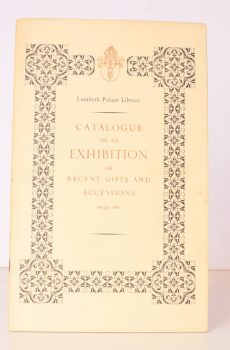 Lambeth Palace Library
CATALOGUE
OF AN
EXHIBITION
OF
RECENT GIFTS AND
ACCESSIONS